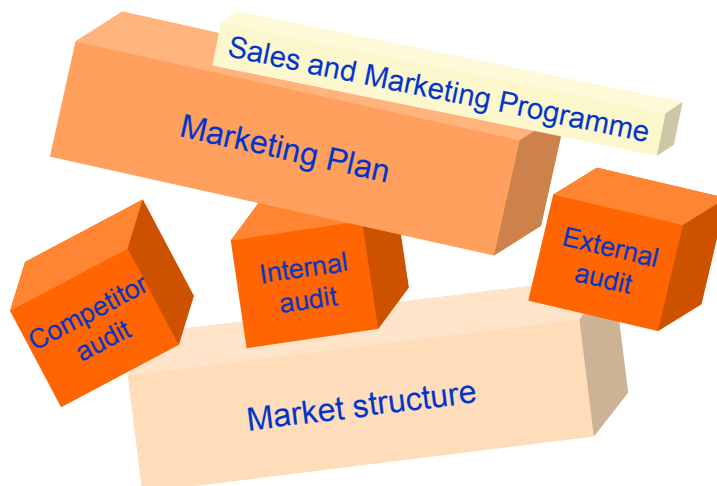 Sales and Marketing Programme
Marketing Plan
Competitor
audit
Internal
audit
External
audit
Market structure